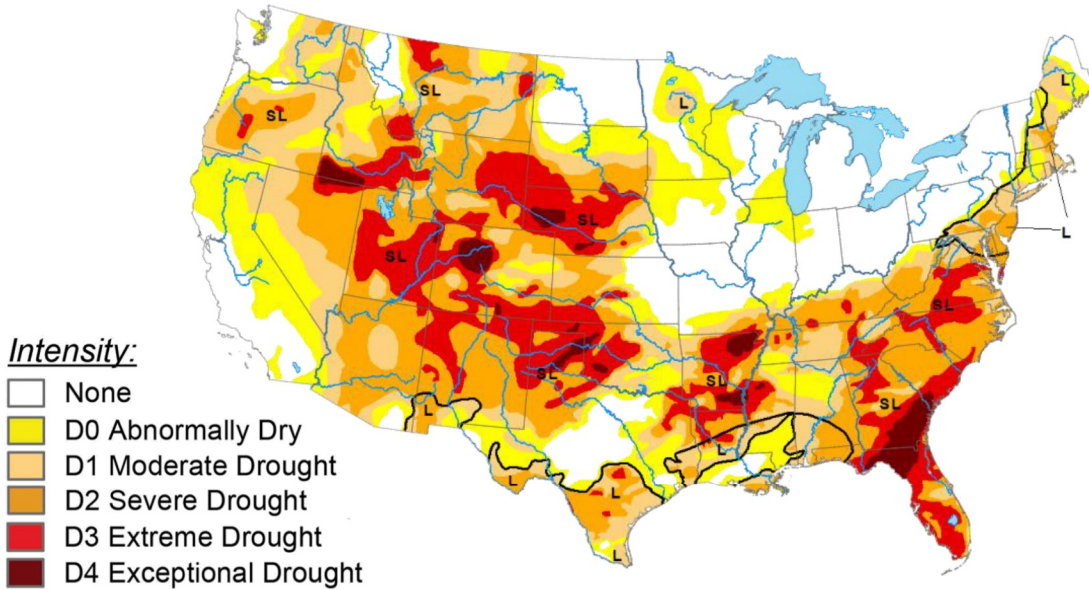 SL
L
L
SL
SL
L
SL
SL
SL
SL
SL
L
L
L
L
L
Intensity:
None
D0 Abnormally Dry
D1 Moderate Drought
D2 Severe Drought
D3 Extreme Drought
D4 Exceptional Drought